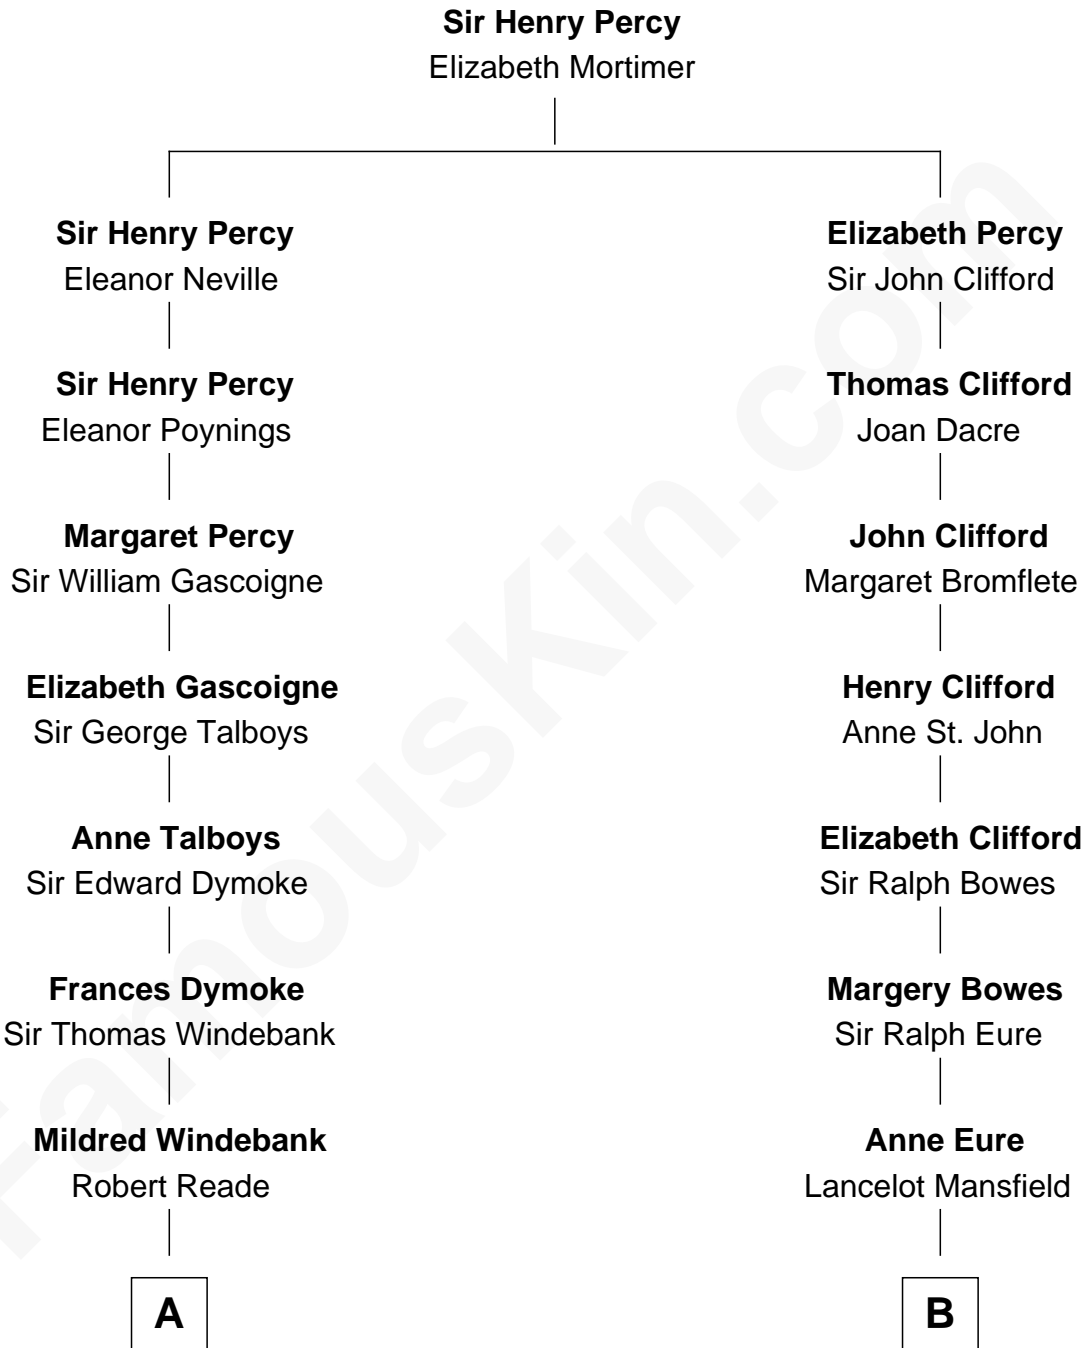 Sir Henry Percy
Elizabeth Mortimer
Sir Henry Percy
Eleanor Neville
Sir Henry Percy
Eleanor Poynings
Margaret Percy
Sir William Gascoigne
Elizabeth Gascoigne
Sir George Talboys
Anne Talboys
Sir Edward Dymoke
Frances Dymoke
Sir Thomas Windebank
Mildred Windebank
Robert Reade
A
Elizabeth Percy
Sir John Clifford
Thomas Clifford
Joan Dacre
John Clifford
Margaret Bromflete
Henry Clifford
Anne St. John
Elizabeth Clifford
Sir Ralph Bowes
Margery Bowes
Sir Ralph Eure
Anne Eure
Lancelot Mansfield
B
FamousKin.com